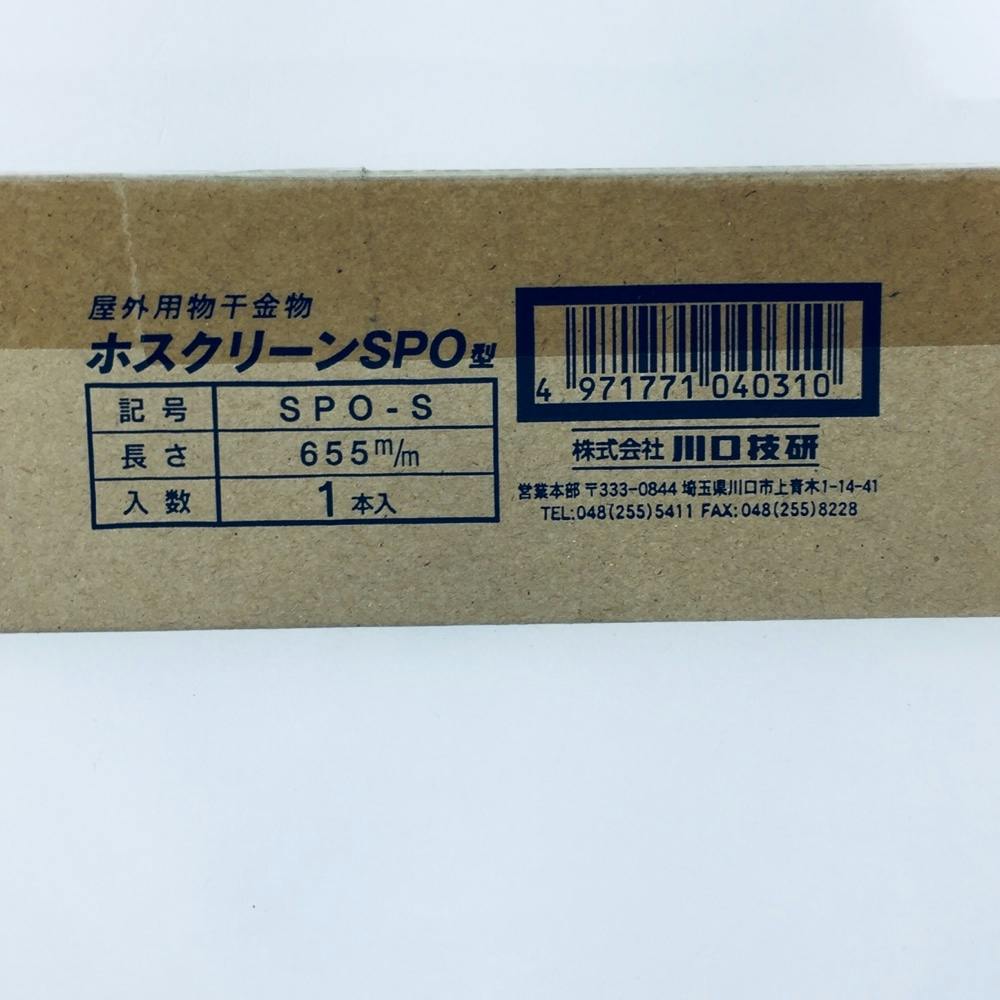 屋外用物干金物
ホスクリーンSPO型
記号 SPO-S
長さ 655m/m
入数 1本入
4 971771 040310
株式会社 川口技研
営業本部 〒333-0844 埼玉県川口市上青木1-14-41
TEL:048(255)5411 FAX:048(255)8228